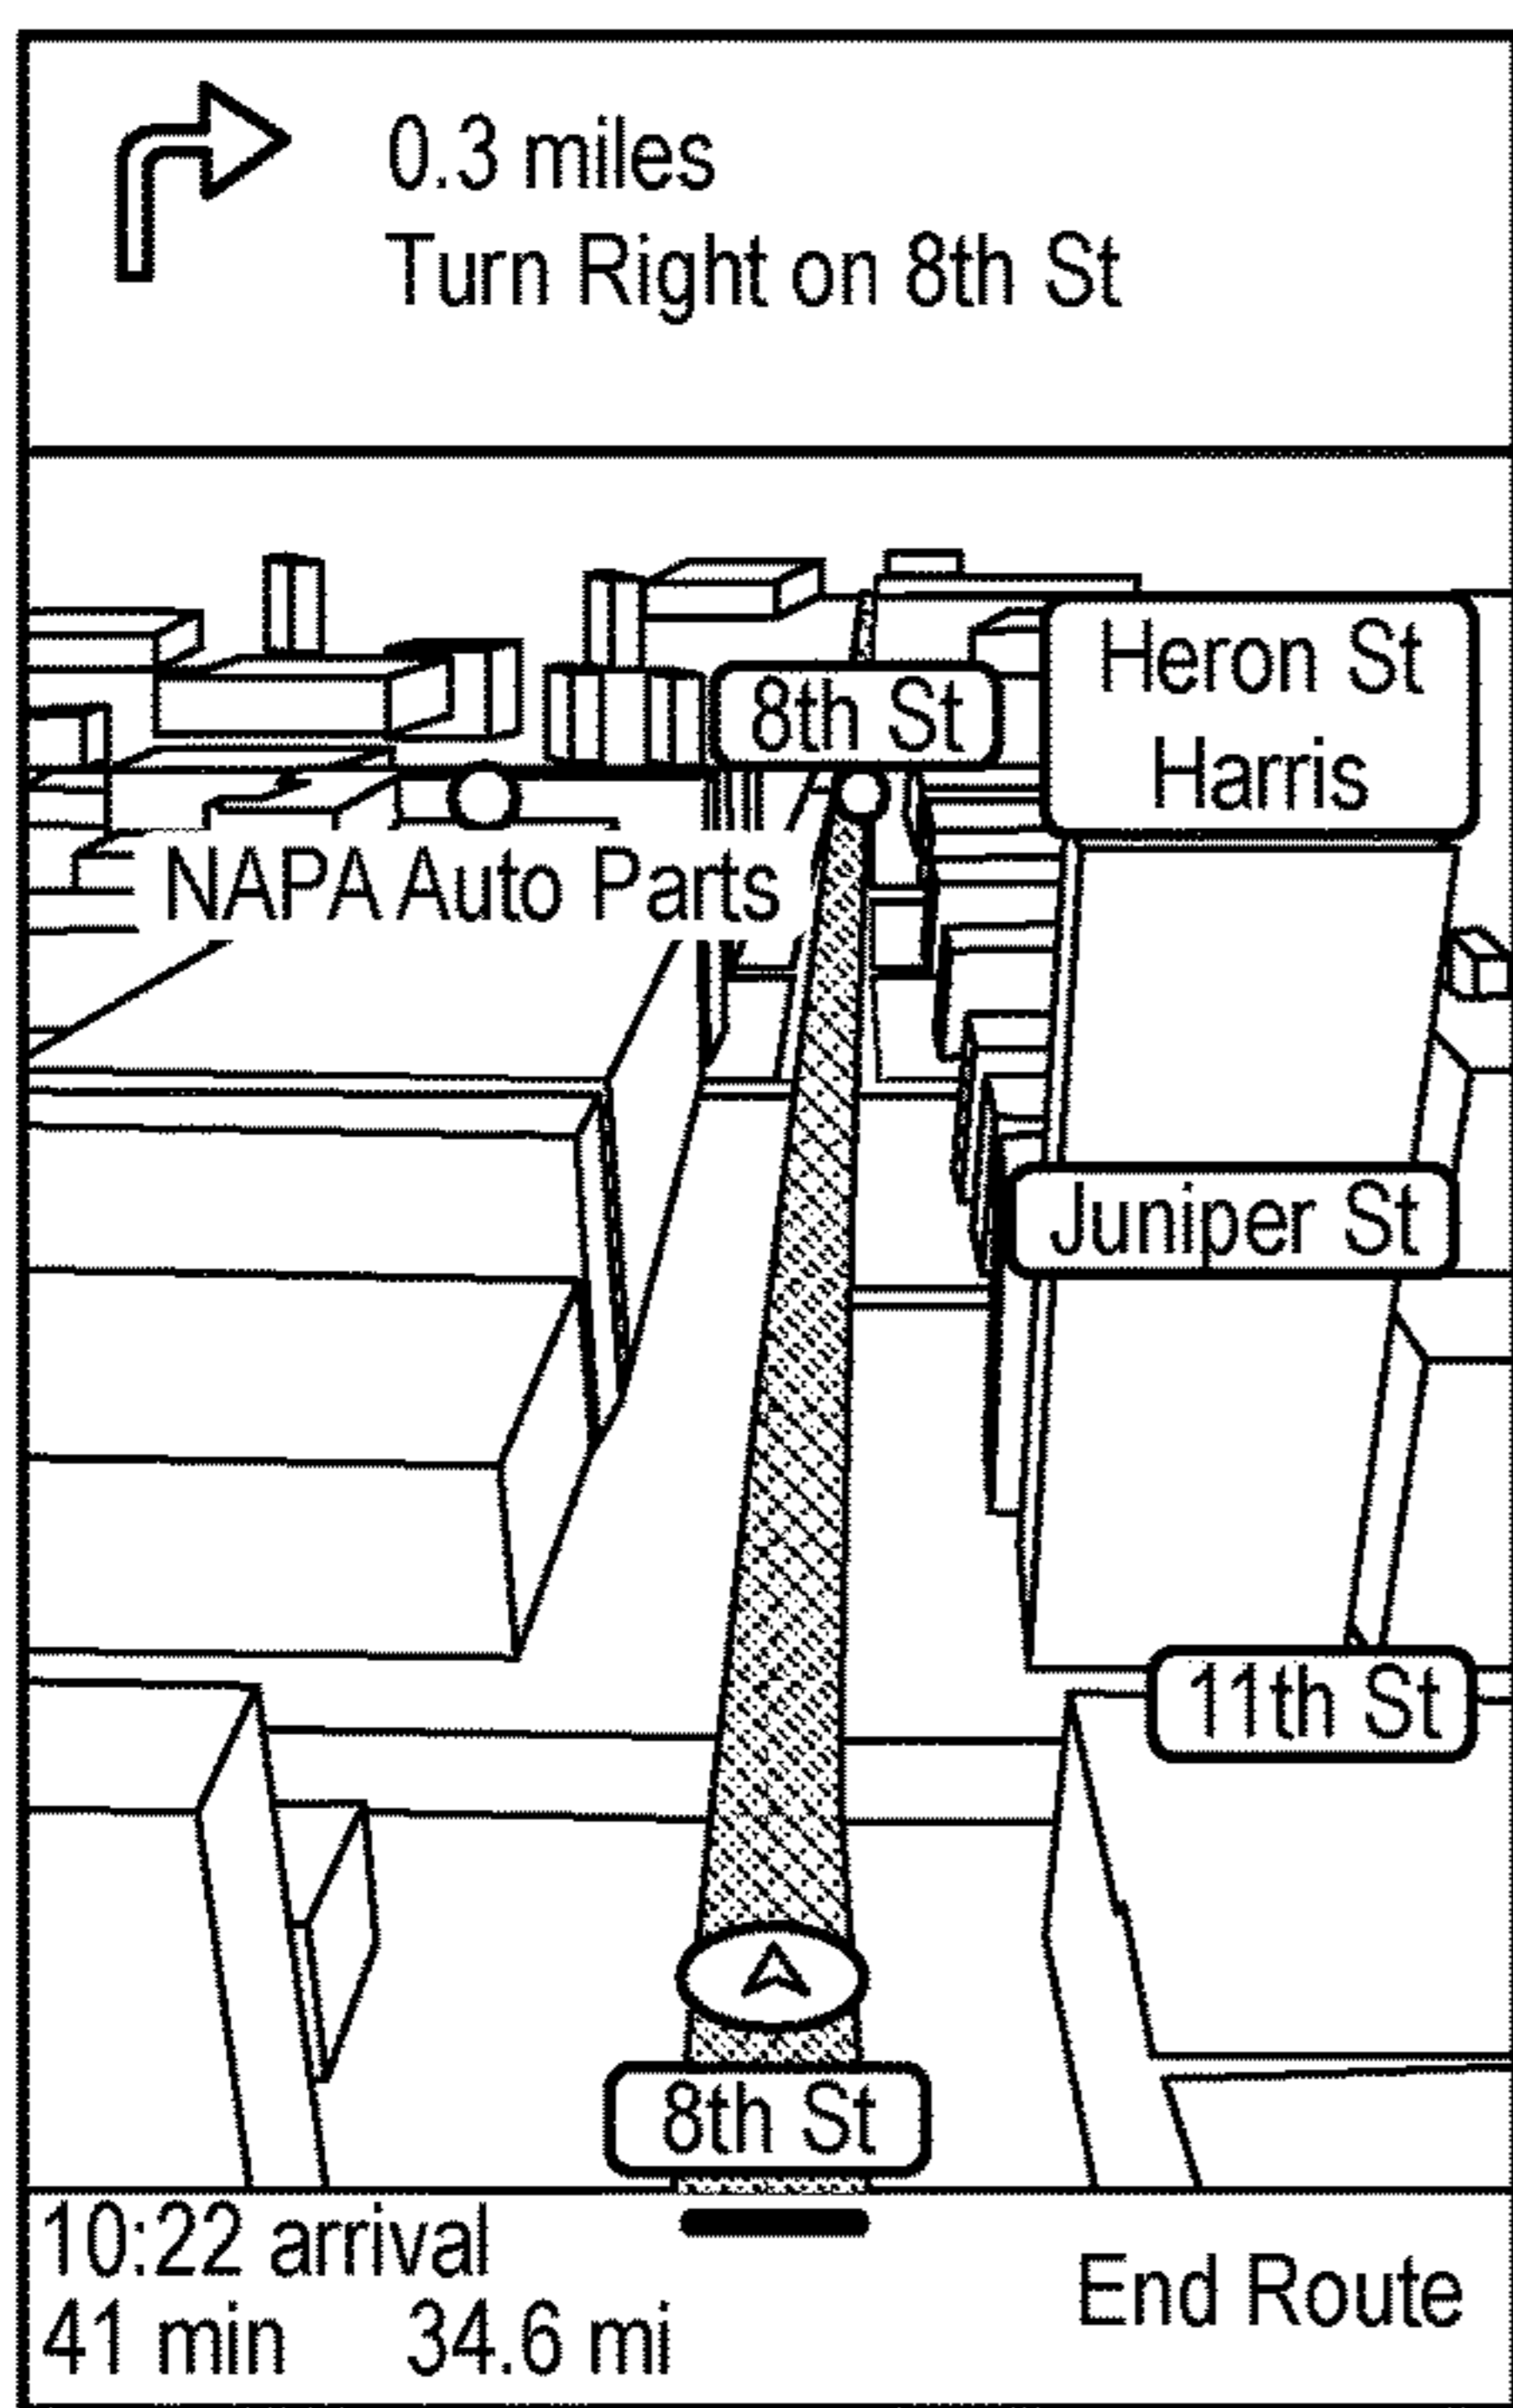 0.3 miles
Turn Right on 8th St
Heron St
Harris
8th St
NAPA Auto Parts
Juniper St
11th St
8th St
10:22 arrival
41 min 34.6 mi
End Route